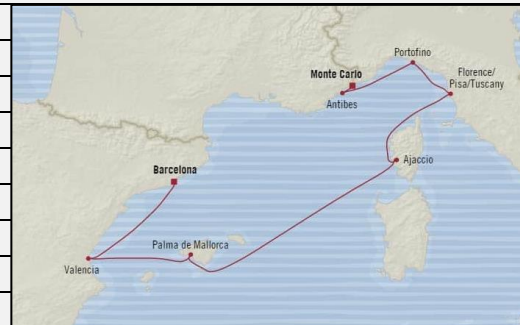 Portofino
Monte Carlo
Florence/
Pisa/Tuscany
Antibes
Ajaccio
Barcelona
Palma de Mallorca
Valencia